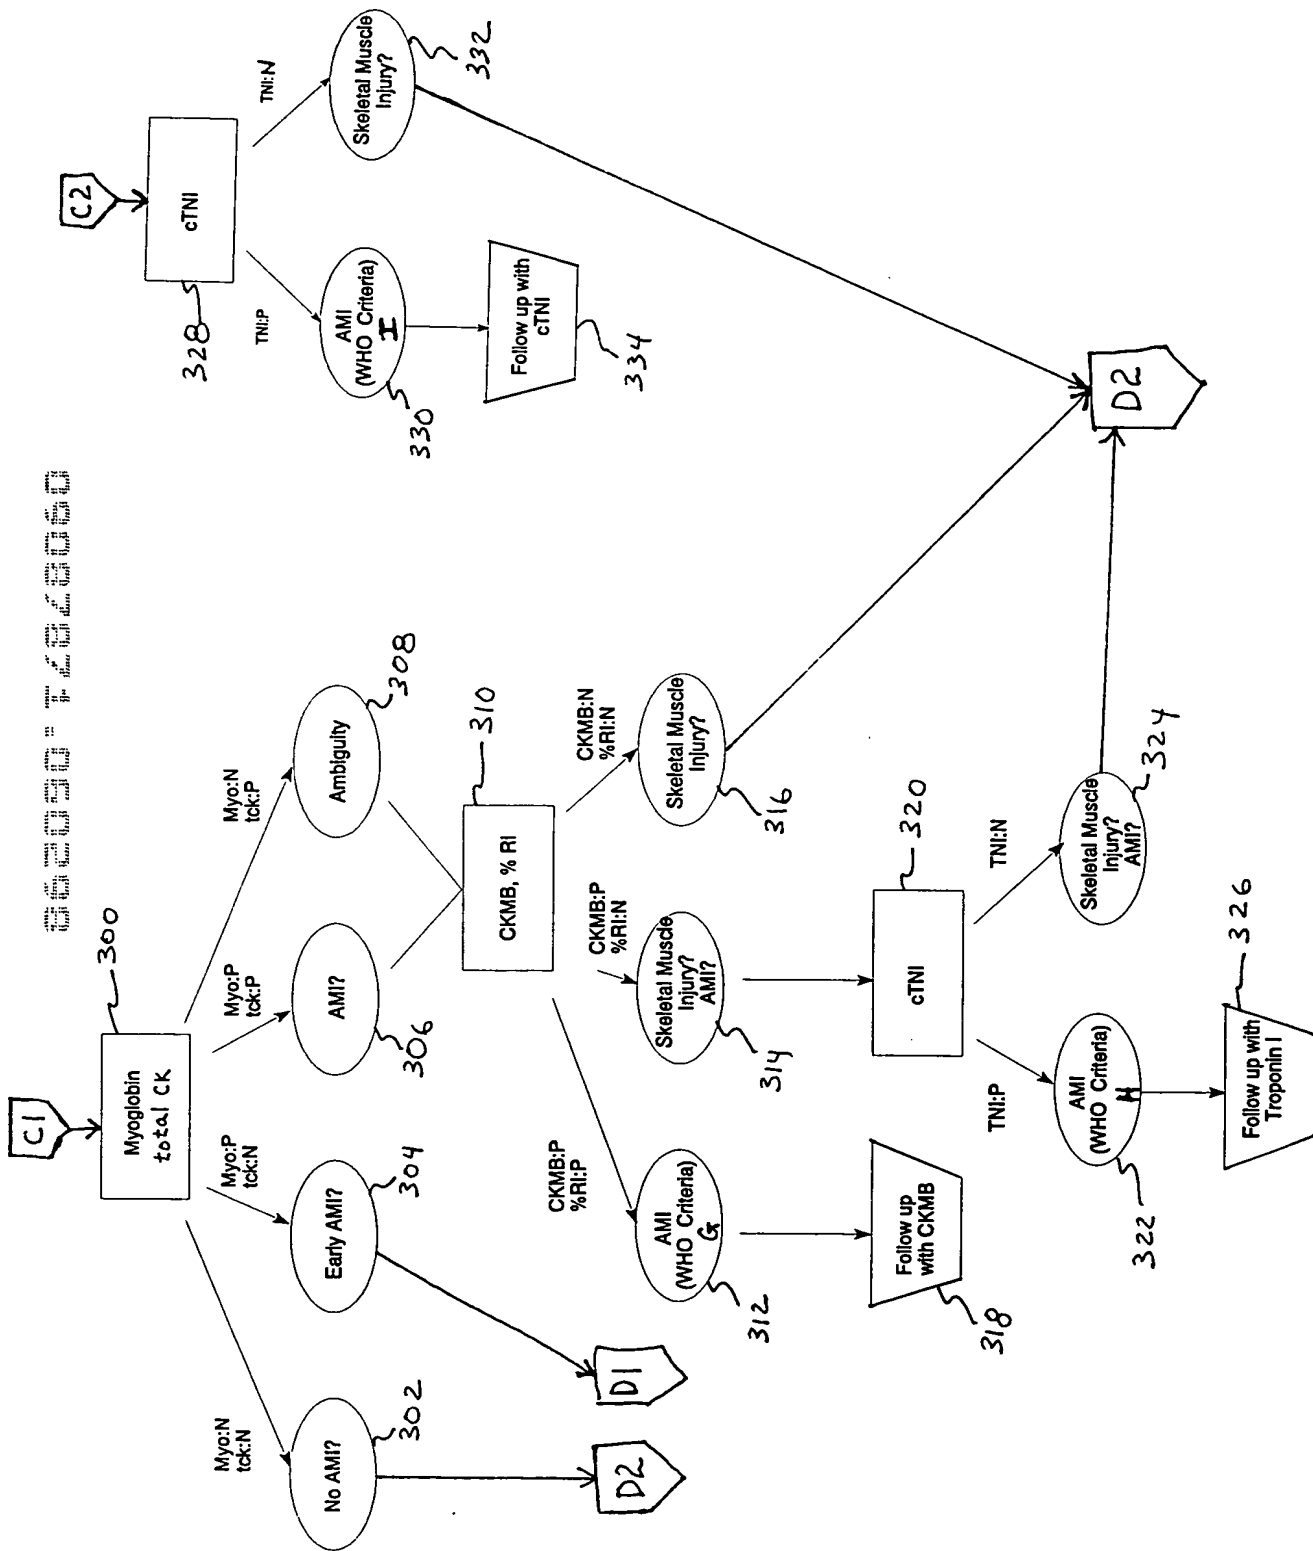 09087871.060298
C1
Myoglobin
total CK
300
Myo:N
tck:N
Myo:P
tck:N
Myo:P
tck:P
Myo:N
tck:P
No AMI?
302
Early AMI?
304
AMI?
306
Ambiguity
308
D2
D1
CKMB, % RI
310
CKMB:P
%RI:P
CKMB:P
%RI:N
CKMB:N
%RI:N
AMI
(WHO Criteria)
G
312
Skeletal Muscle
Injury?
AMI?
314
Skeletal Muscle
Injury?
316
Follow up
with CKMB
318
cTNI
320
TNI:P
TNI:N
AMI
(WHO Criteria)
H
322
Skeletal Muscle
Injury?
AMI?
324
Follow up with
Troponin I
326
C2
cTNI
328
TNI:P
TNI:N
AMI
(WHO Criteria)
I
330
Skeletal Muscle
Injury?
332
Follow up with
cTNI
334
D2